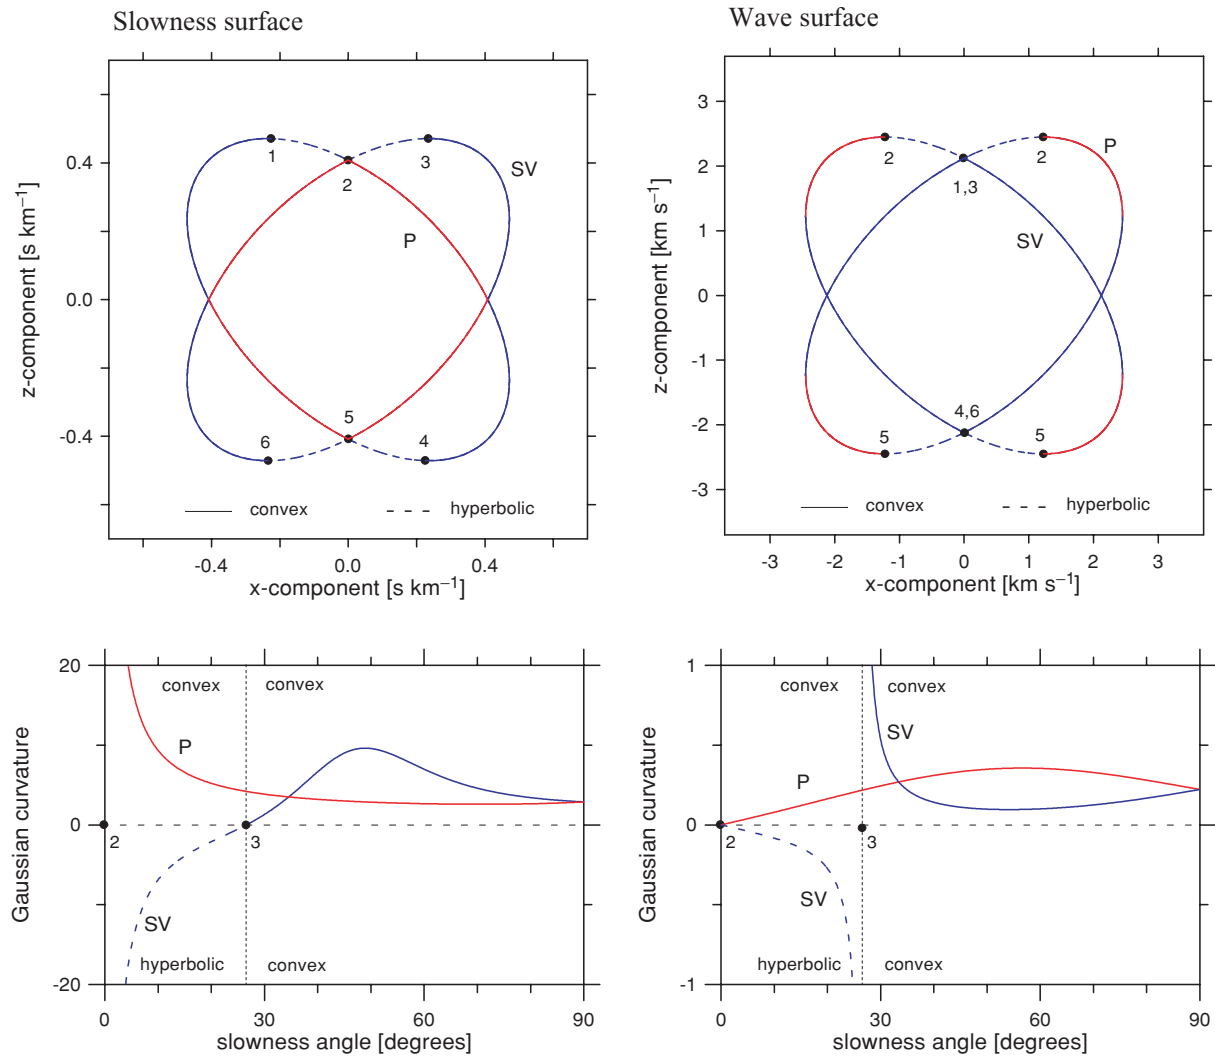 Slowness surface
Wave surface
z-component [s km⁻¹]
0.4
0.0
-0.4
1
3
SV
2
P
5
6
4
convex
hyperbolic
-0.4
0.0
0.4
x-component [s km⁻¹]
z-component [km s⁻¹]
3
2
1
0
-1
-2
-3
2
2
P
1,3
SV
4,6
5
5
convex
hyperbolic
-3
-2
-1
0
1
2
3
x-component [km s⁻¹]
Gaussian curvature
20
0
-20
convex
convex
P
2
3
SV
hyperbolic
convex
0
30
60
90
slowness angle [degrees]
Gaussian curvature
1
0
-1
convex
convex
SV
P
2
3
SV
hyperbolic
convex
0
30
60
90
slowness angle [degrees]